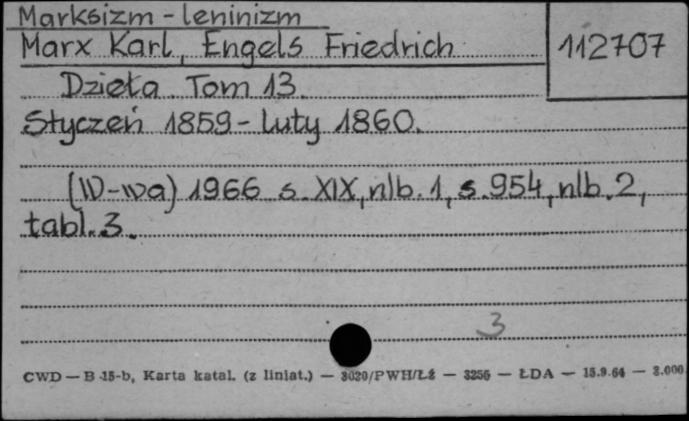 Marksizm - leninizm
Marx Karl, Engels Friedrich
112707
Dzieła. Tom 13.
Styczeń 1859 - luty 1860.
(W-wa) 1966 s. XIX, nlb. 1, s. 954, nlb. 2,
tabl. 3.
3
CWD — B 15-b, Karta katal. (z liniat.) — 3020/PWH/Łż — 3256 — ŁDA — 15.9.64 — 3.000